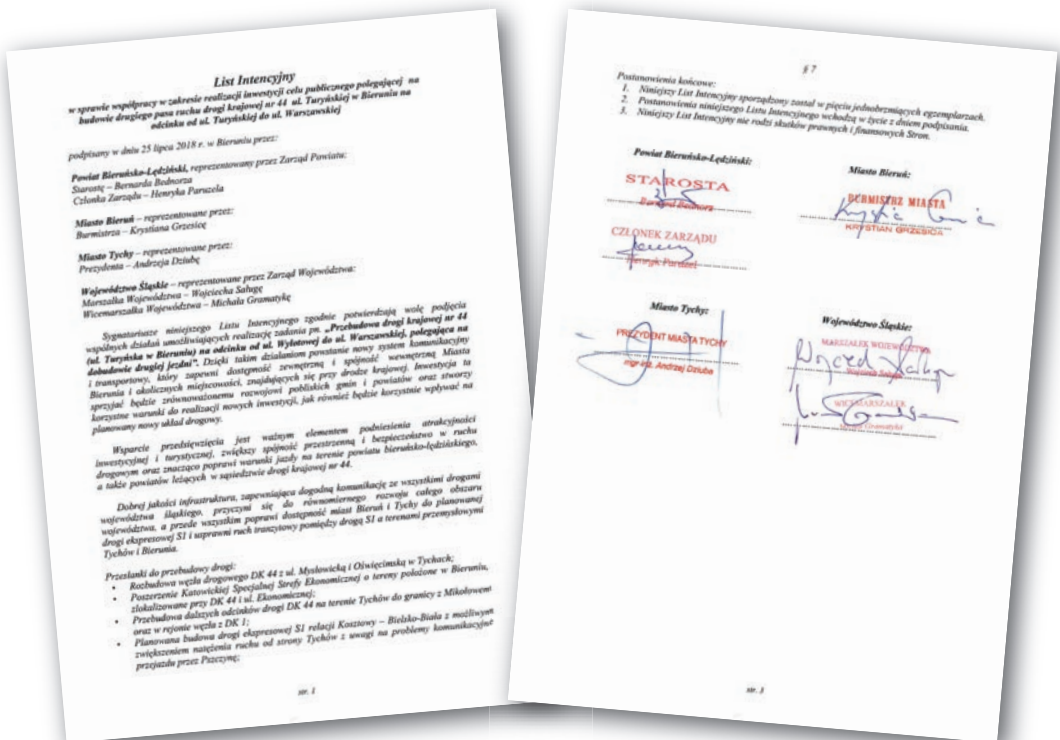 List Intencyjny
w sprawie współpracy w zakresie realizacji inwestycji celu publicznego polegającej na
budowie drugiego pasa ruchu drogi krajowej nr 44 ul. Turyńskiej w Bieruniu na
odcinku od ul. Turyńskiej do ul. Warszawskiej
podpisany w dniu 25 lipca 2018 r. w Bieruniu przez:
Powiat Bieruńsko-Lędziński, reprezentowany przez Zarząd Powiatu:
Starostę – Bernarda Bednorza
Członka Zarządu – Henryka Paruzela
Miasto Bieruń – reprezentowane przez:
Burmistrza – Krystiana Grzesicę
Miasto Tychy – reprezentowane przez:
Prezydenta – Andrzeja Dziubę
Województwo Śląskie – reprezentowane przez Zarząd Województwa:
Marszałka Województwa – Wojciecha Saługę
Wicemarszałka Województwa – Michała Gramatykę
Sygnatariusze niniejszego Listu Intencyjnego zgodnie potwierdzają wolę podjęcia
wspólnych działań umożliwiających realizację zadania pn. „Przebudowa drogi krajowej nr 44
(ul. Turyńska w Bieruniu) na odcinku od ul. Wylotowej do ul. Warszawskiej, polegająca na
dobudowie drugiej jezdni”. Dzięki takim działaniom powstanie nowy system komunikacyjny
i transportowy, który zapewni dostępność zewnętrzną i spójność wewnętrzną Miasta
Bierunia i okolicznych miejscowości, znajdujących się przy drodze krajowej. Inwestycja ta
sprzyjać będzie zrównoważonemu rozwojowi pobliskich gmin i powiatów oraz stworzy
korzystne warunki do realizacji nowych inwestycji, jak również będzie korzystnie wpływać na
planowany nowy układ drogowy.
Wsparcie przedsięwzięcia jest ważnym elementem podniesienia atrakcyjności
inwestycyjnej i turystycznej, zwiększy spójność przestrzenną i bezpieczeństwo w ruchu
drogowym oraz znacząco poprawi warunki jazdy na terenie powiatu bieruńsko-lędzińskiego,
a także powiatów leżących w sąsiedztwie drogi krajowej nr 44.
Dobrej jakości infrastruktura, zapewniająca dogodną komunikację ze wszystkimi drogami
województwa śląskiego, przyczyni się do równomiernego rozwoju całego obszaru
województwa, a przede wszystkim poprawi dostępność miast Bieruń i Tychy do planowanej
drogi ekspresowej S1 i usprawni ruch tranzytowy pomiędzy drogą S1 a terenami przemysłowymi
Tychów i Bierunia.
Przesłanki do przebudowy drogi:
• Rozbudowa węzła drogowego DK 44 z ul. Mysłowicką i Oświęcimską w Tychach;
• Poszerzenie Katowickiej Specjalnej Strefy Ekonomicznej o tereny położone w Bieruniu,
zlokalizowane przy DK 44 i ul. Ekonomicznej;
• Przebudowa dalszych odcinków drogi DK 44 na terenie Tychów do granicy z Mikołowem
oraz w rejonie węzła z DK 1;
• Planowana budowa drogi ekspresowej S1 relacji Kosztowy – Bielsko-Biała z możliwym
zwiększeniem natężenia ruchu od strony Tychów z uwagi na problemy komunikacyjne
przejazdu przez Pszczynę;
str. 1
§ 7
Postanowienia końcowe:
1. Niniejszy List Intencyjny sporządzony został w pięciu jednobrzmiących egzemplarzach.
2. Postanowienia niniejszego Listu Intencyjnego wchodzą w życie z dniem podpisania.
3. Niniejszy List Intencyjny nie rodzi skutków prawnych i finansowych Stron.
Powiat Bieruńsko-Lędziński:
STAROSTA
Bernard Bednorz
CZŁONEK ZARZĄDU
Henryk Paruzel
Miasto Bieruń:
BURMISTRZ MIASTA
KRYSTIAN GRZESICA
Miasto Tychy:
PREZYDENT MIASTA TYCHY
mgr inż. Andrzej Dziuba
Województwo Śląskie:
MARSZAŁEK WOJEWÓDZTWA
Wojciech Saługa
WICEMARSZAŁEK
Michał Gramatyka
str. 3